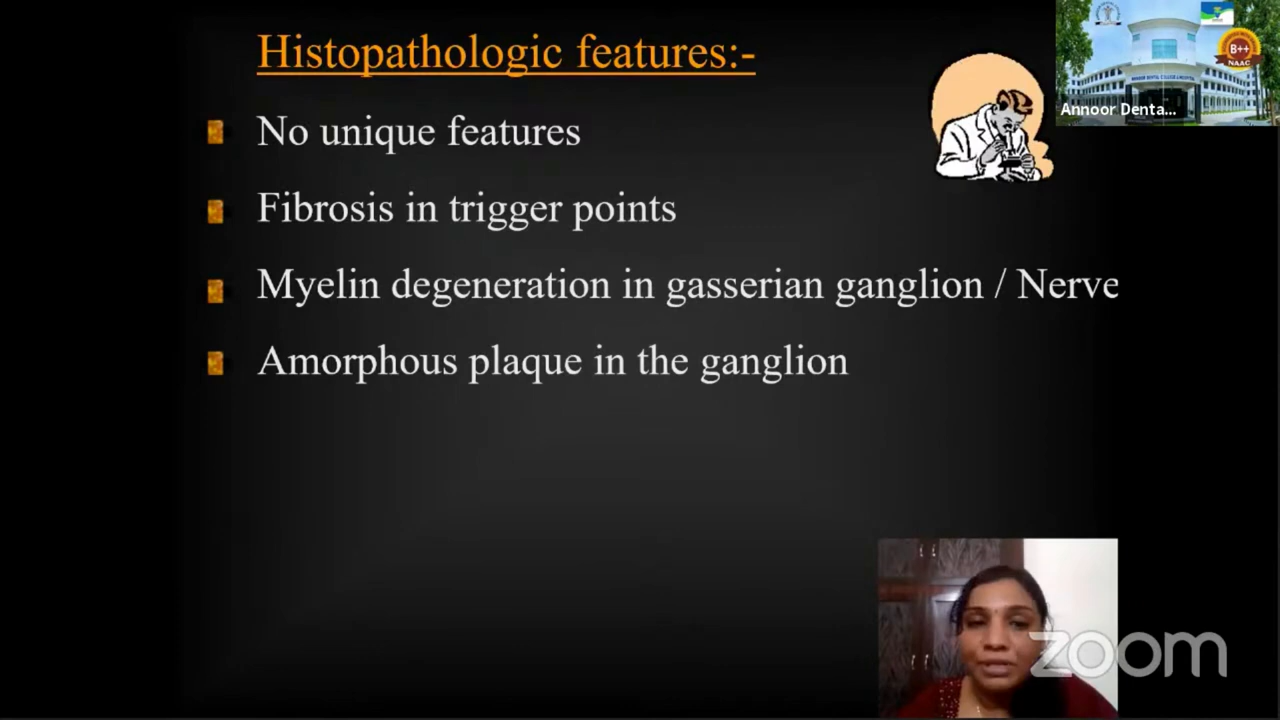 Histopathologic features:-
No unique features
Fibrosis in trigger points
Myelin degeneration in gasserian ganglion / Nerve
Amorphous plaque in the ganglion
B++
NAAC
Annoor Denta...
zoom